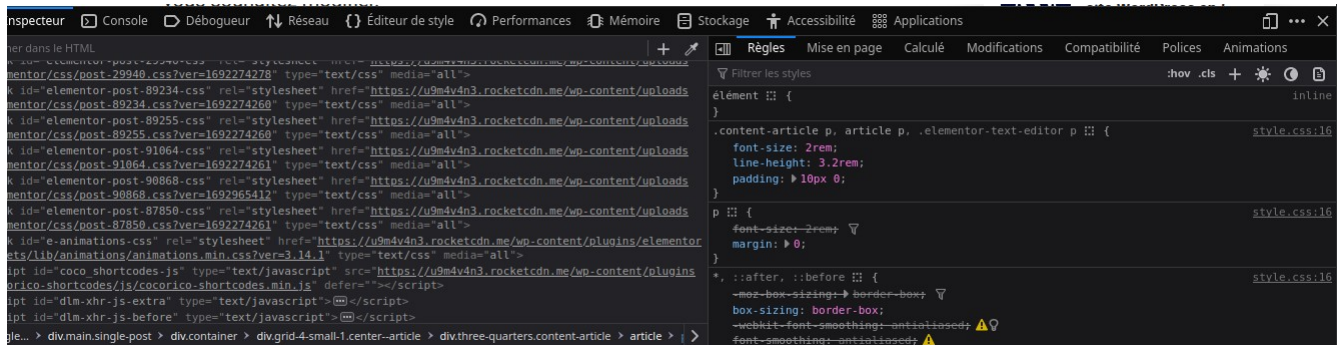 nspecteur Console Débogueur Réseau Éditeur de style Performances Mémoire Stockage Accessibilité Applications
ner dans le HTML
mentor/css/post-29940.css?ver=1692274278" type="text/css" media="all">
k id="elementor-post-89234-css" rel="stylesheet" href="https://u9m4v4n3.rocketcdn.me/wp-content/uploads
mentor/css/post-89234.css?ver=1692274260" type="text/css" media="all">
k id="elementor-post-89255-css" rel="stylesheet" href="https://u9m4v4n3.rocketcdn.me/wp-content/uploads
mentor/css/post-89255.css?ver=1692274260" type="text/css" media="all">
k id="elementor-post-91064-css" rel="stylesheet" href="https://u9m4v4n3.rocketcdn.me/wp-content/uploads
mentor/css/post-91064.css?ver=1692274261" type="text/css" media="all">
k id="elementor-post-90868-css" rel="stylesheet" href="https://u9m4v4n3.rocketcdn.me/wp-content/uploads
mentor/css/post-90868.css?ver=1692965412" type="text/css" media="all">
k id="elementor-post-87850-css" rel="stylesheet" href="https://u9m4v4n3.rocketcdn.me/wp-content/uploads
mentor/css/post-87850.css?ver=1692274261" type="text/css" media="all">
k id="e-animations-css" rel="stylesheet" href="https://u9m4v4n3.rocketcdn.me/wp-content/plugins/elementor
ets/lib/animations/animations.min.css?ver=3.14.1" type="text/css" media="all">
ipt id="coco_shortcodes-js" type="text/javascript" src="https://u9m4v4n3.rocketcdn.me/wp-content/plugins
orico-shortcodes/js/cocorico-shortcodes.min.js" defer=""></script>
ipt id="dlm-xhr-js-extra" type="text/javascript"></script>
ipt id="dlm-xhr-js-before" type="text/javascript"></script>
gle... > div.main.single-post > div.container > div.grid-4-small-1.center--article > div.three-quarters.content-article > article >
Règles Mise en page Calculé Modifications Compatibilité Polices Animations
Filtrer les styles :hov .cls +
élément { inline
}
.content-article p, article p, .elementor-text-editor p { style.css:16
font-size: 2rem;
line-height: 3.2rem;
padding: 10px 0;
}
p { style.css:16
font-size: 2rem;
margin: 0;
}
*, ::after, ::before { style.css:16
-moz-box-sizing: border-box;
box-sizing: border-box;
-webkit-font-smoothing: antialiased;
font-smoothing: antialiased;